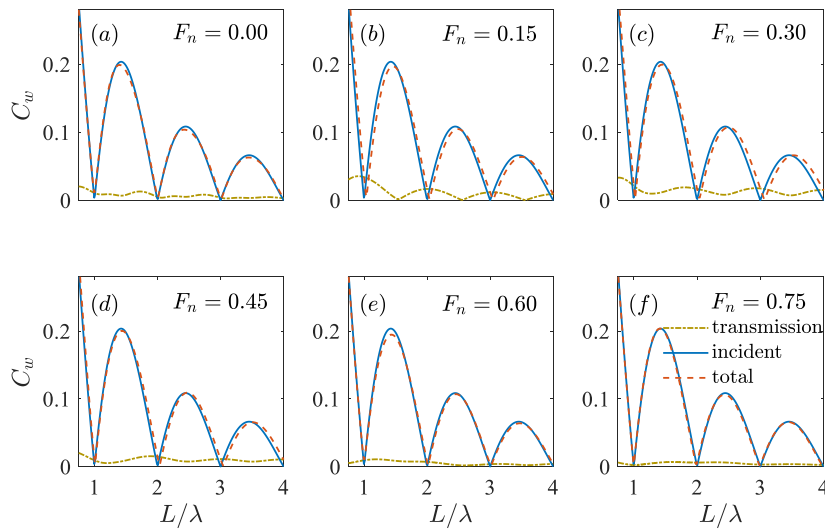 (a) F_n = 0.00
(b) F_n = 0.15
(c) F_n = 0.30
C_w
0.2
0.1
0
0.2
0.1
0
0.2
0.1
0
(d) F_n = 0.45
(e) F_n = 0.60
(f) F_n = 0.75
transmission
incident
total
C_w
0.2
0.1
0
0.2
0.1
0
0.2
0.1
0
1 2 3 4
1 2 3 4
1 2 3 4
L/λ
L/λ
L/λ